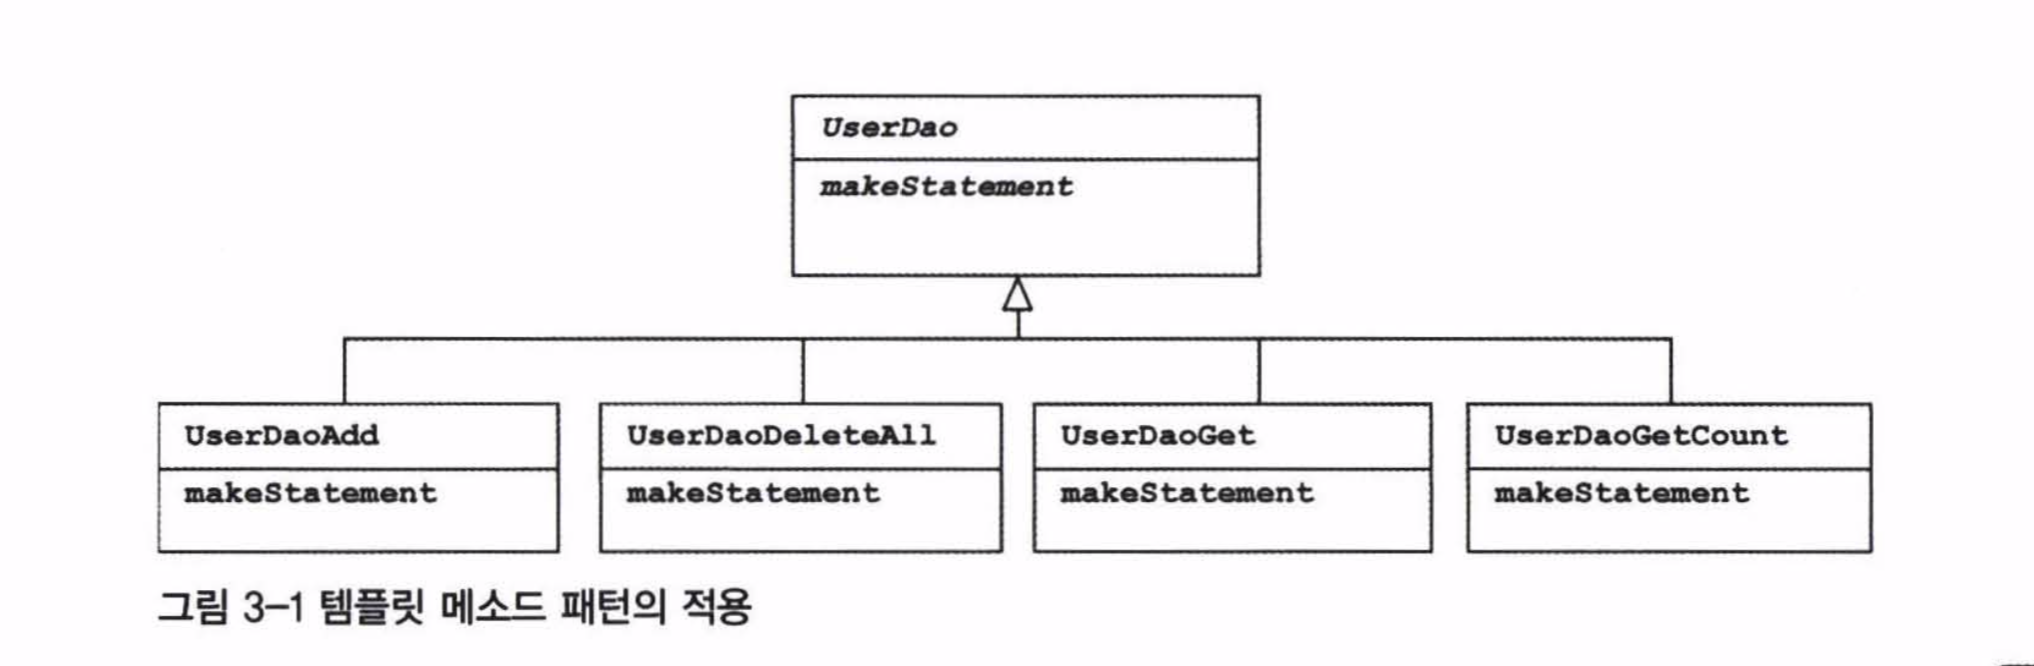 UserDao
makeStatement
UserDaoAdd
makeStatement
UserDaoDeleteAll
makeStatement
UserDaoGet
makeStatement
UserDaoGetCount
makeStatement
그림 3-1 템플릿 메소드 패턴의 적용